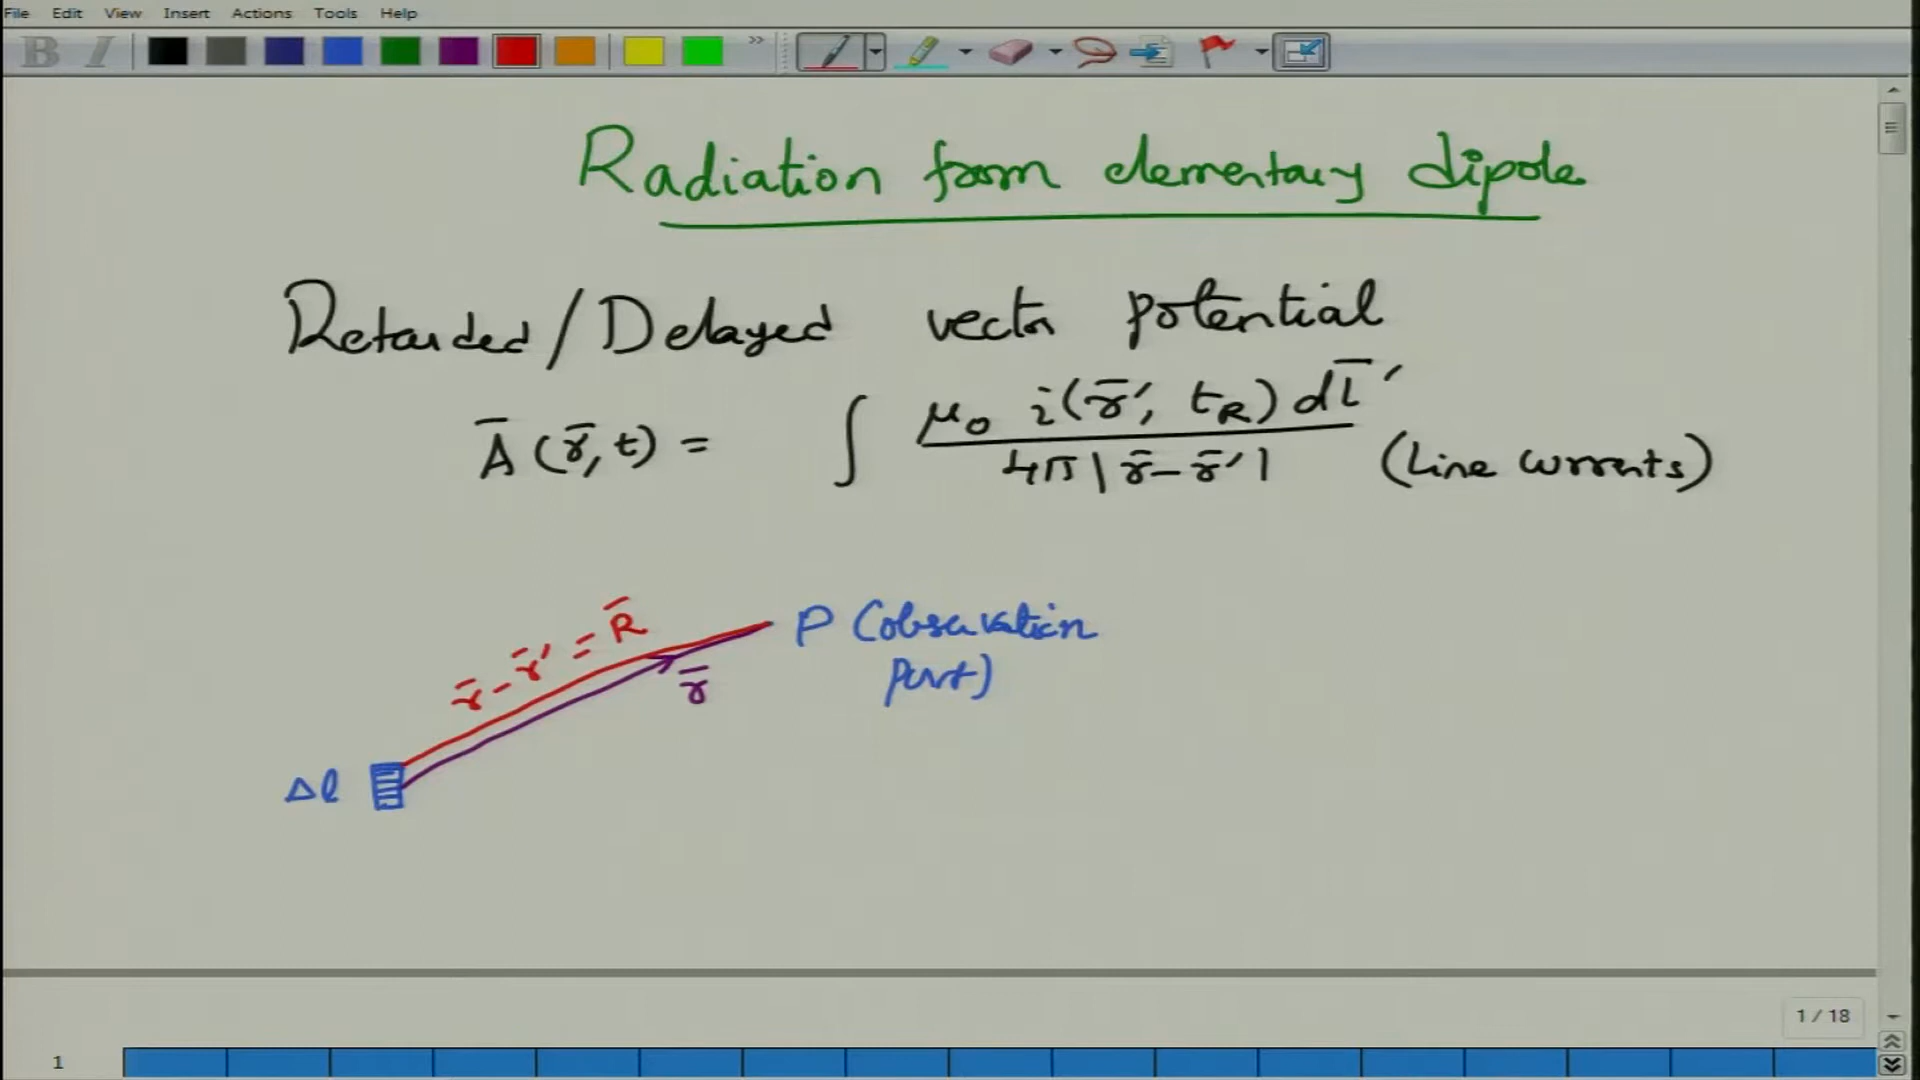 File Edit View Insert Actions Tools Help
B I
Radiation from elementary dipole
Retarded/Delayed vector potential
A̅ (r̅, t) = ∫ μ₀ i(r̅′, t_R) dl̅′ / 4π |r̅ − r̅′| (Line currents)
r̅ − r̅′ = R̅
P (observation
point)
r̅
Δl
1 / 18
1